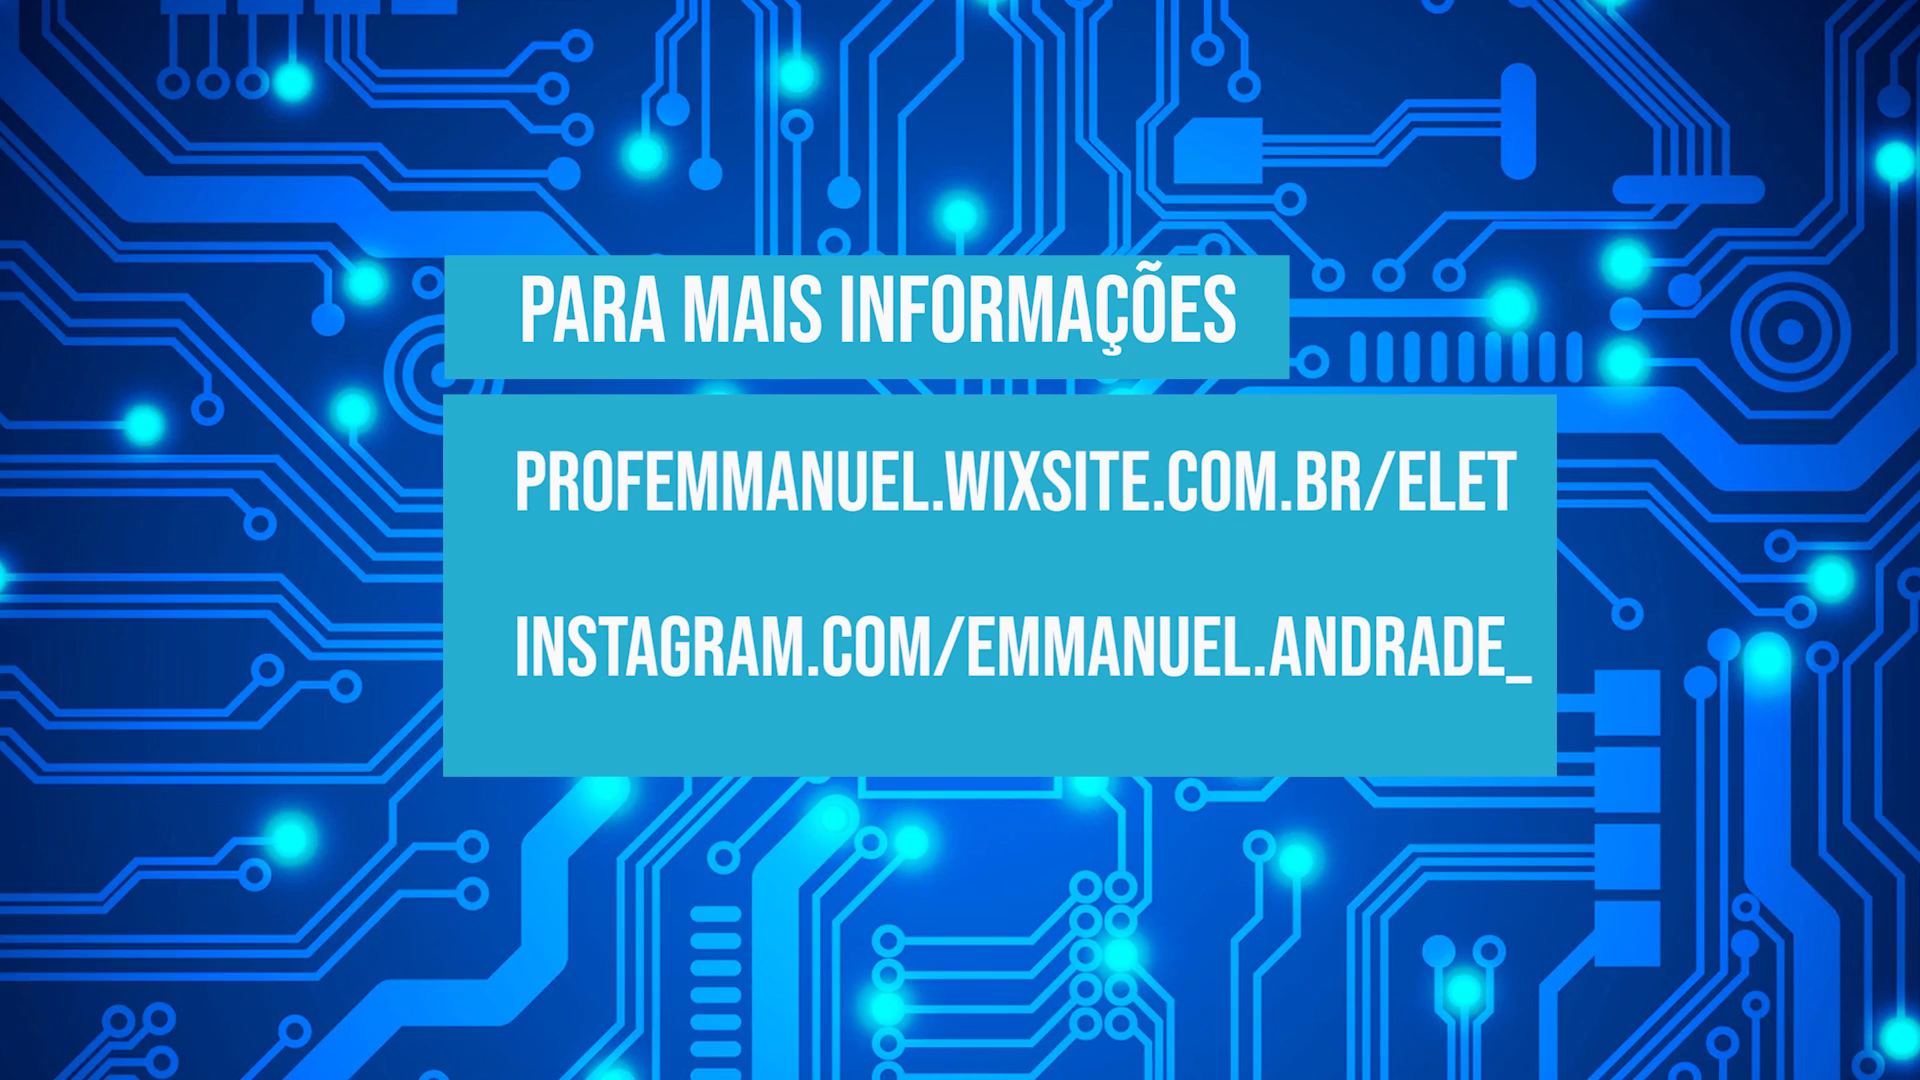 PARA MAIS INFORMAÇÕES
PROFEMMANUEL.WIXSITE.COM.BR/ELET
INSTAGRAM.COM/EMMANUEL.ANDRADE_